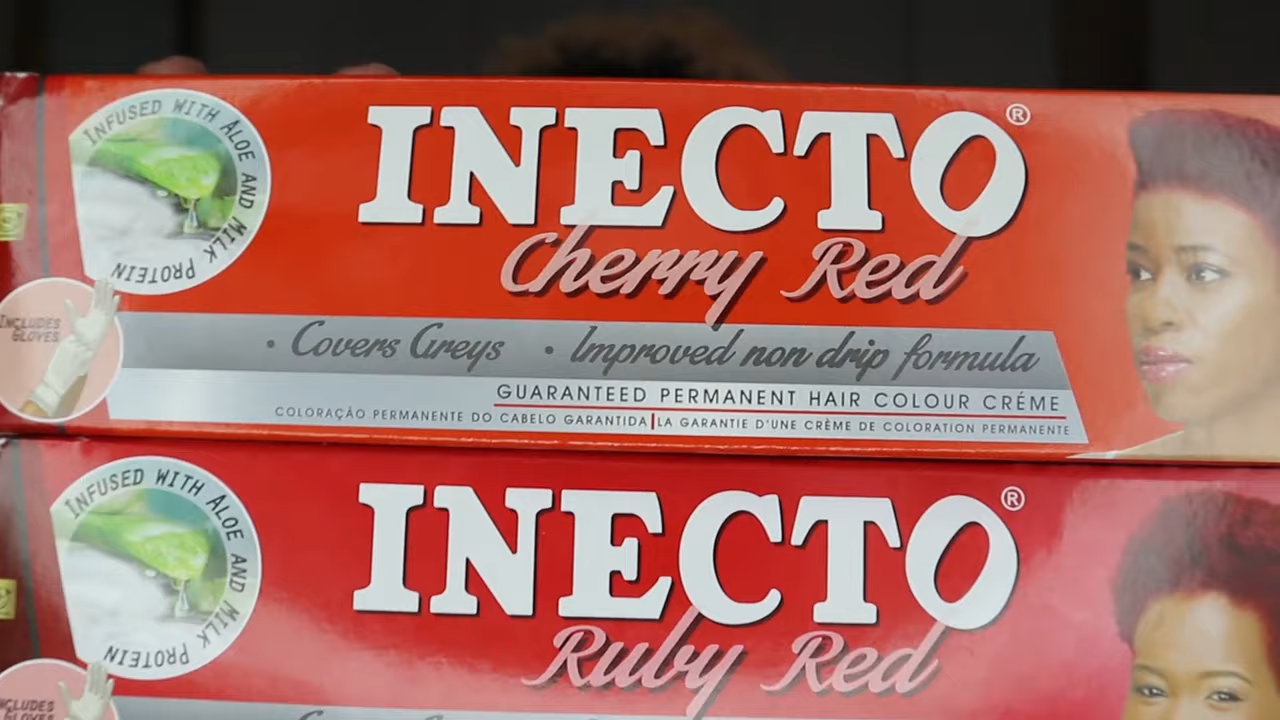 INFUSED WITH ALOE AND MILK PROTEIN
INECTO®
Cherry Red
INCLUDES
GLOVES
• Covers Greys • Improved non drip formula
GUARANTEED PERMANENT HAIR COLOUR CRÉME
COLORAÇÃO PERMANENTE DO CABELO GARANTIDA | LA GARANTIE D'UNE CRÈME DE COLORATION PERMANENTE
INFUSED WITH ALOE AND MILK PROTEIN
INECTO®
Ruby Red
INCLUDES
GLOVES